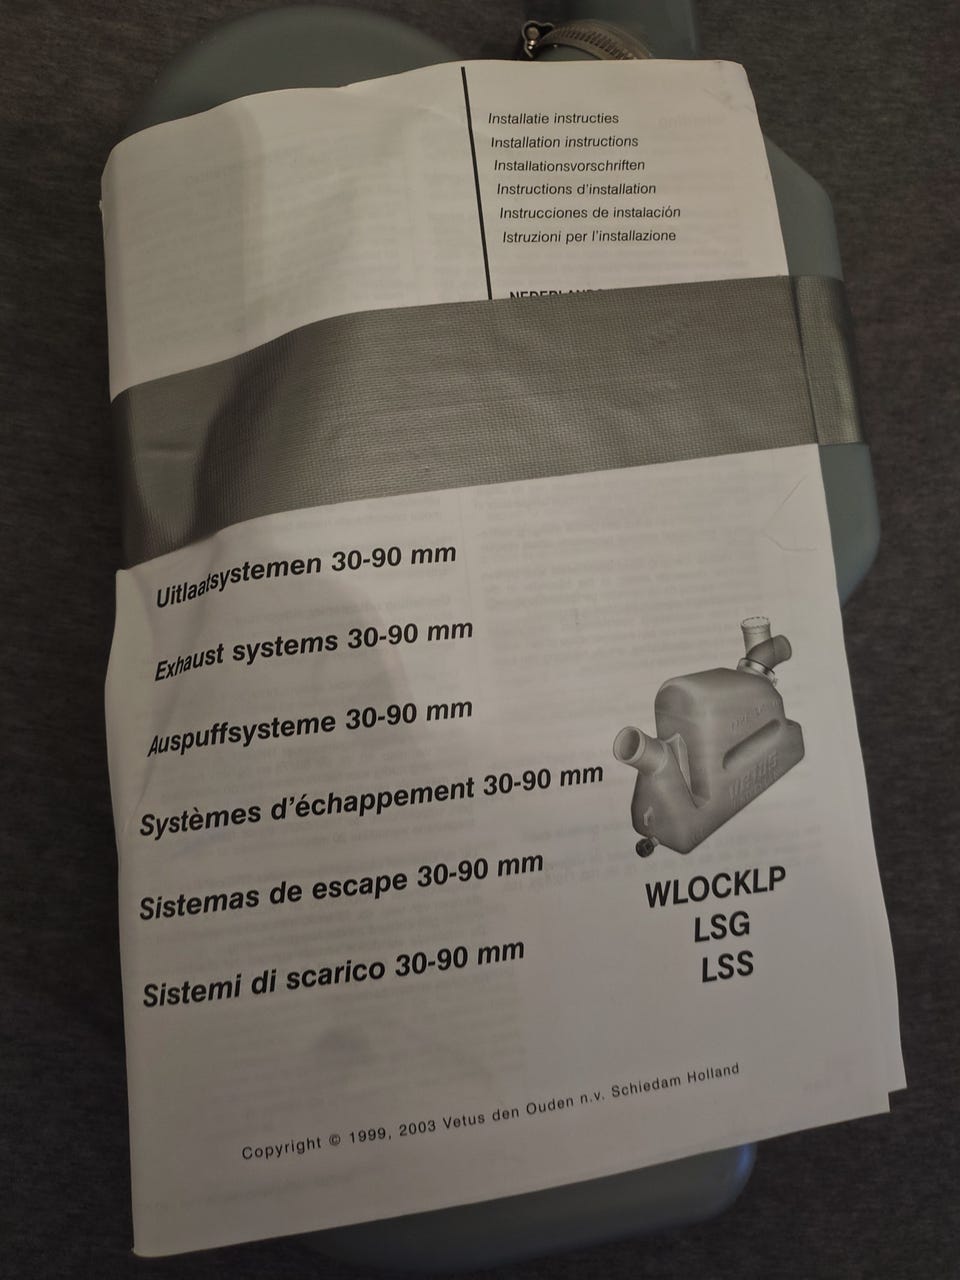 Installatie instructies
Installation instructions
Installationsvorschriften
Instructions d'installation
Instrucciones de instalación
Istruzioni per l'installazione
Uitlaatsystemen 30-90 mm
Exhaust systems 30-90 mm
Auspuffsysteme 30-90 mm
Systèmes d'échappement 30-90 mm
Sistemas de escape 30-90 mm
Sistemi di scarico 30-90 mm
VETUS
WLOCKLP
LSG
LSS
Copyright © 1999, 2003 Vetus den Ouden n.v. Schiedam Holland